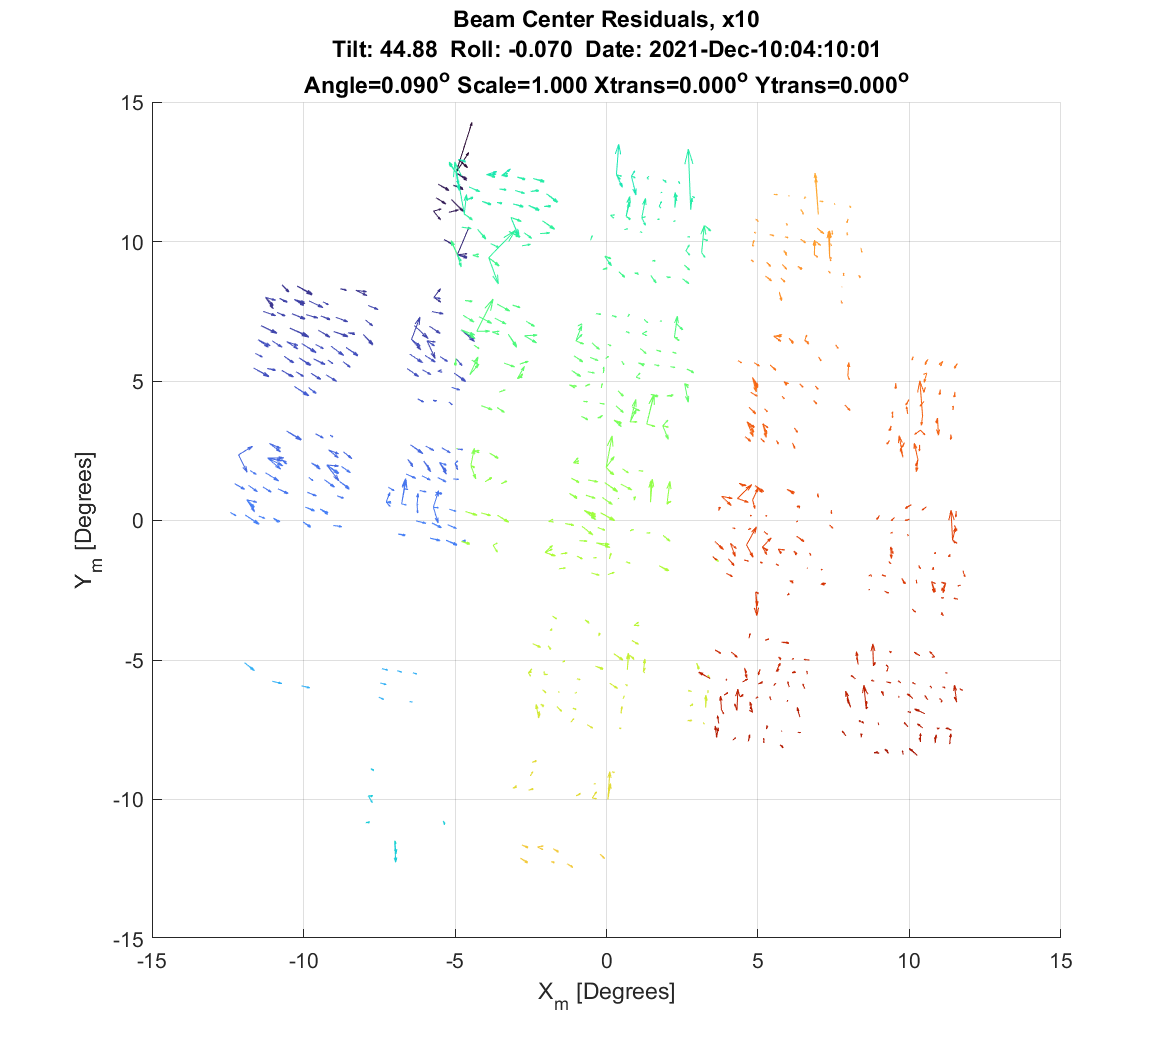 Beam Center Residuals, x10
Tilt: 44.88 Roll: -0.070 Date: 2021-Dec-10:04:10:01
Angle=0.090° Scale=1.000 Xtrans=0.000° Ytrans=0.000°
15
10
5
0
-5
-10
-15
Y_m [Degrees]
-15 -10 -5 0 5 10 15
X_m [Degrees]